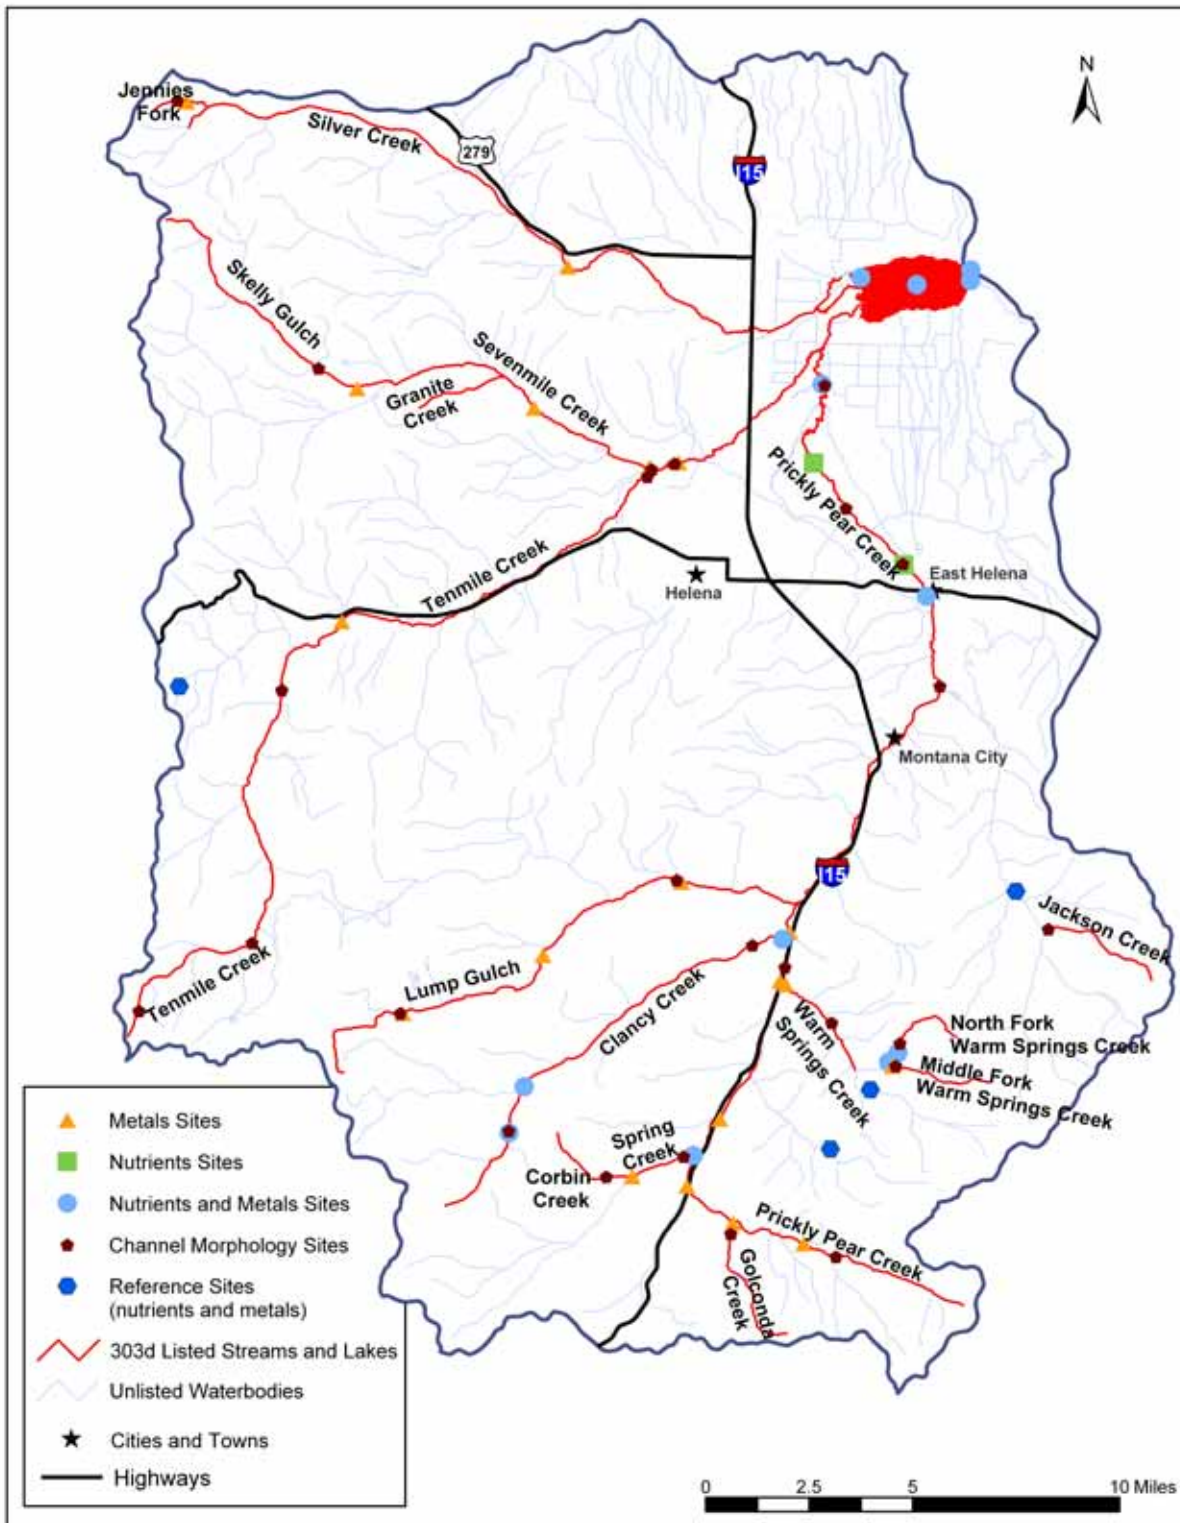 N
Jennies
Fork
Silver Creek
279
I15
Skelly Gulch
Sevenmile Creek
Granite
Creek
Prickly Pear Creek
Tenmile Creek
East Helena
Helena
Montana City
I15
Jackson Creek
Lump Gulch
Tenmile Creek
Clancy Creek
Warm
Springs Creek
North Fork
Warm Springs Creek
Middle Fork
Warm Springs Creek
Spring
Creek
Corbin
Creek
Prickly Pear Creek
Golconda
Creek
Metals Sites
Nutrients Sites
Nutrients and Metals Sites
Channel Morphology Sites
Reference Sites
(nutrients and metals)
303d Listed Streams and Lakes
Unlisted Waterbodies
Cities and Towns
Highways
0 2.5 5 10 Miles